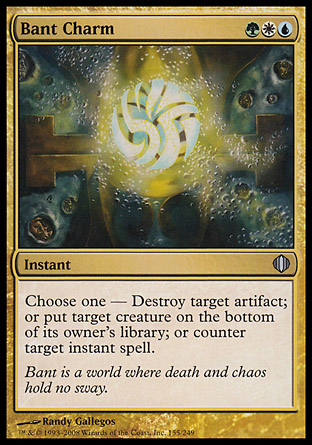 Bant Charm
Instant
Choose one — Destroy target artifact;
or put target creature on the bottom
of its owner's library; or counter
target instant spell.
Bant is a world where death and chaos
hold no sway.
Randy Gallegos
™ & © 1993–2008 Wizards of the Coast, Inc. 155/249